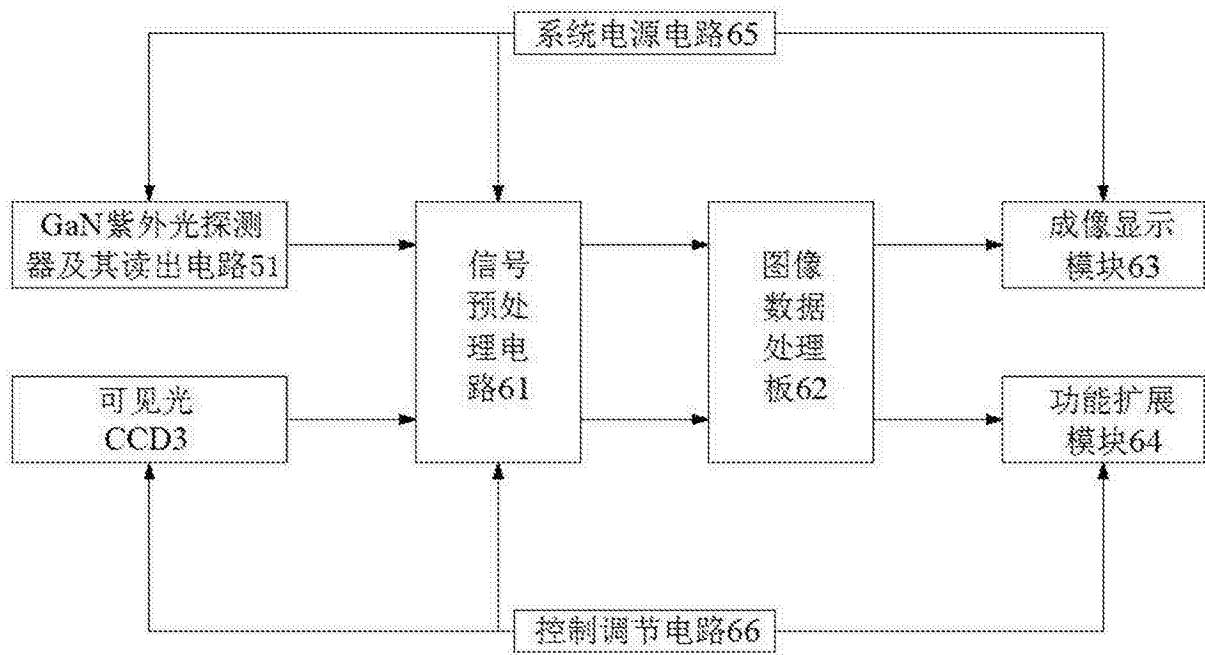 系统电源电路65
GaN紫外光探测
器及其读出电路51
信号
预处
理电
路61
图像
数据
处理
板62
成像显示
模块63
可见光
CCD3
功能扩展
模块64
控制调节电路66